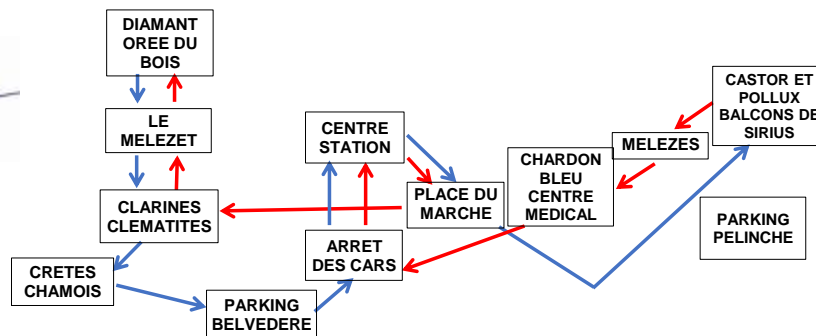 DIAMANT
OREE DU
BOIS
LE
MELEZET
CLARINES
CLEMATITES
CRETES
CHAMOIS
PARKING
BELVEDERE
ARRET
DES CARS
CENTRE
STATION
PLACE DU
MARCHE
CHARDON
BLEU
CENTRE
MEDICAL
MELEZES
CASTOR ET
POLLUX
BALCONS DE
SIRIUS
PARKING
PELINCHE